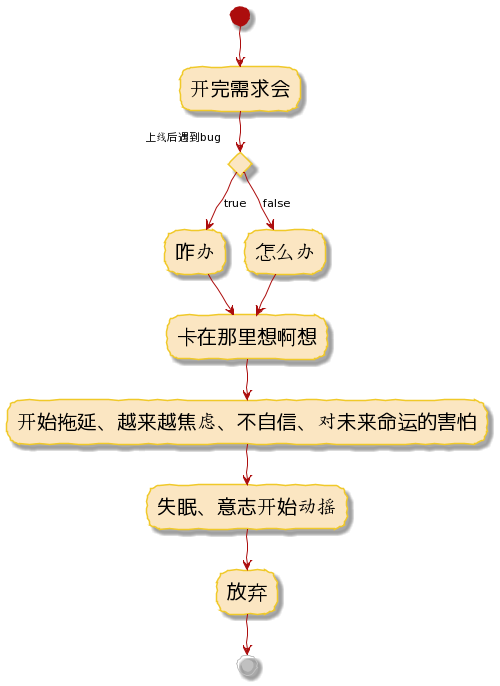 开完需求会
上线后遇到bug
true
false
咋办
怎么办
卡在那里想啊想
开始拖延、越来越焦虑、不自信、对未来命运的害怕
失眠、意志开始动摇
放弃